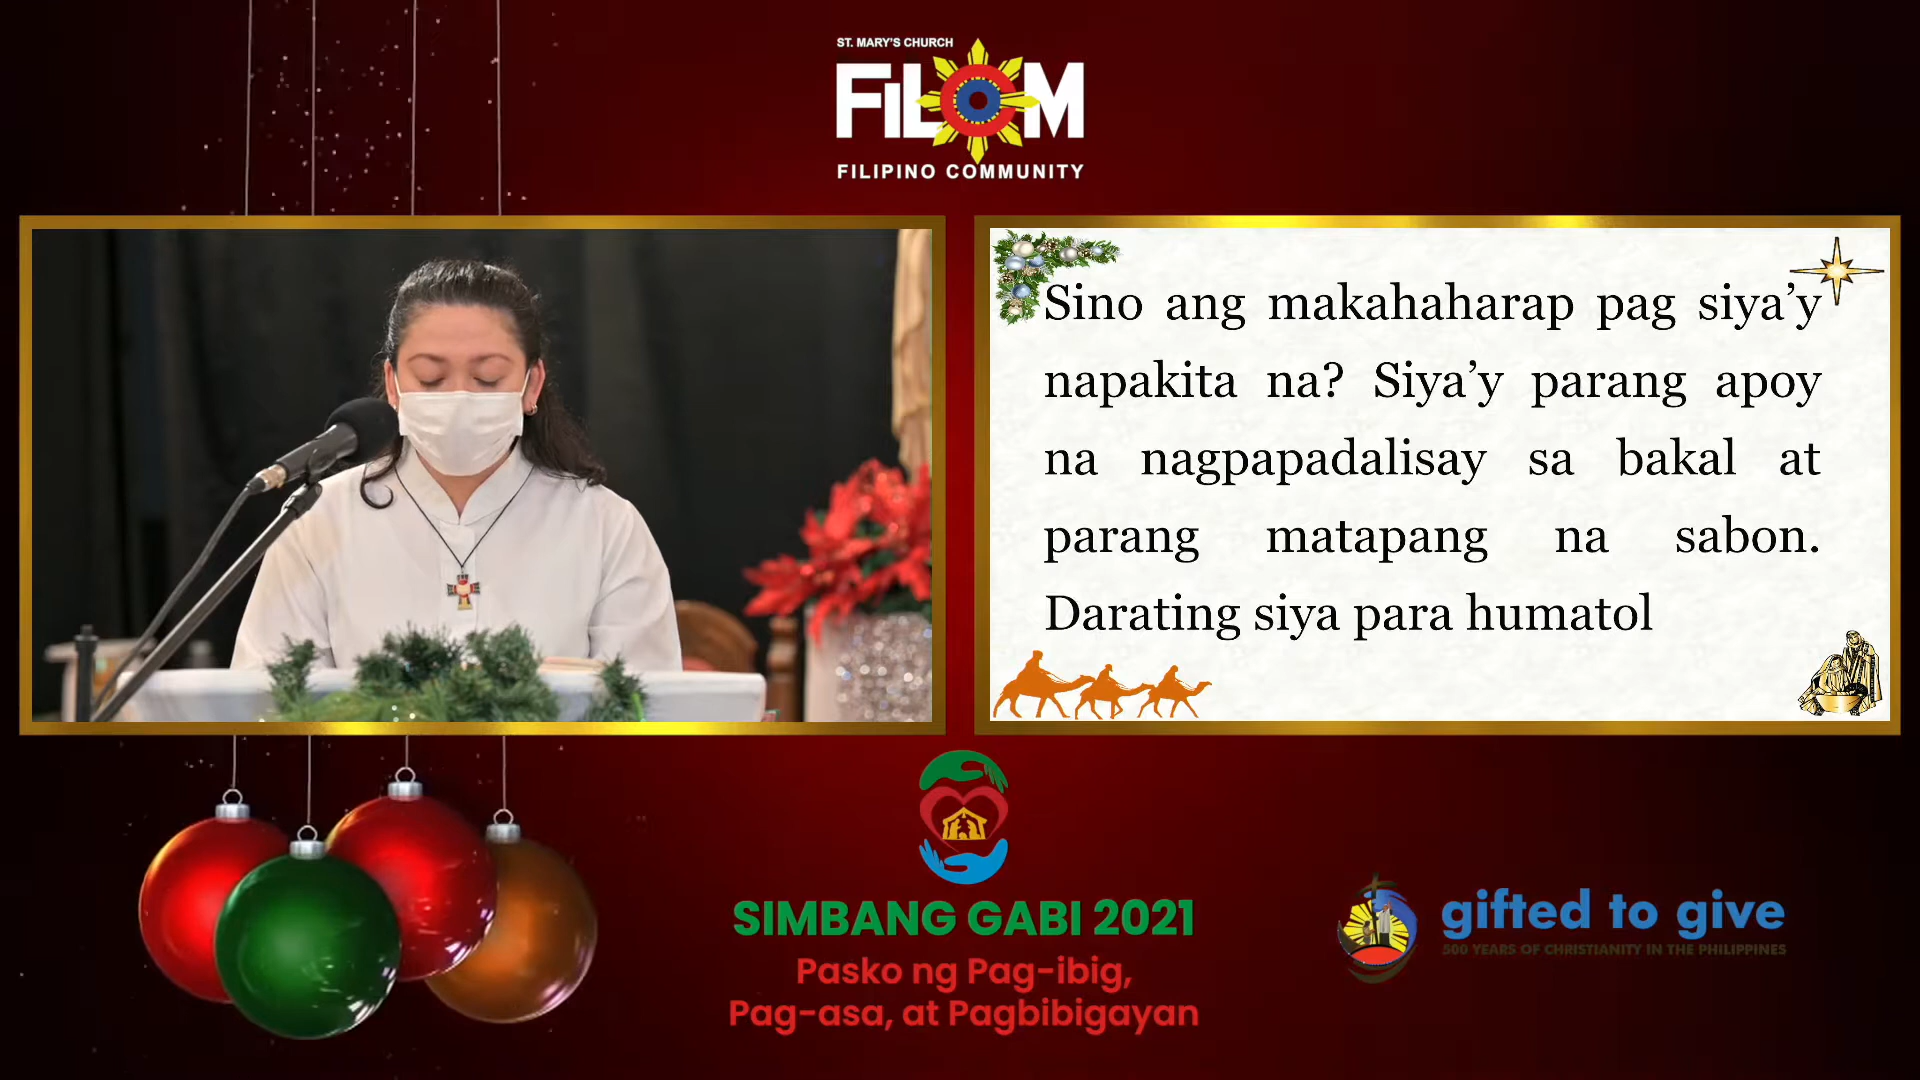 ST. MARY'S CHURCH
FILCOM
FILIPINO COMMUNITY
Sino ang makahaharap pag siya’y
napakita na? Siya’y parang apoy
na nagpapadalisay sa bakal at
parang matapang na sabon.
Darating siya para humatol
SIMBANG GABI 2021
Pasko ng Pag-ibig,
Pag-asa, at Pagbibigayan
gifted to give
500 YEARS OF CHRISTIANITY IN THE PHILIPPINES